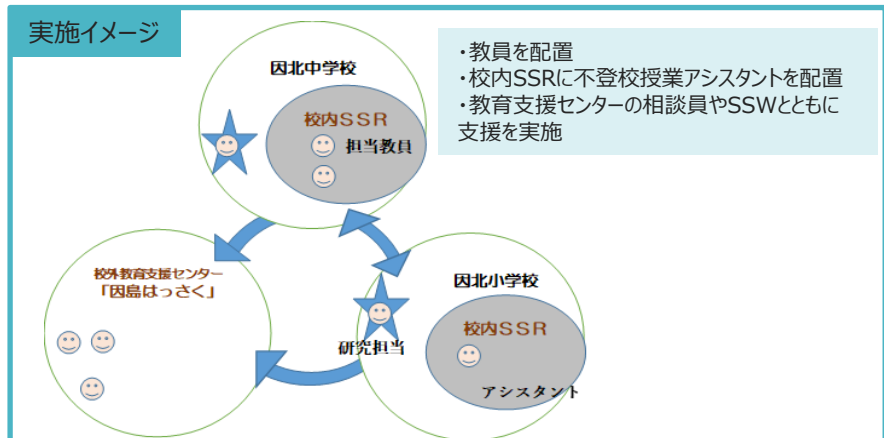 実施イメージ
・教員を配置
・校内SSRに不登校授業アシスタントを配置
・教育支援センターの相談員やSSWとともに
支援を実施
因北中学校
校内ＳＳＲ
担当教員
校外教育支援センター
「因島はっさく」
因北小学校
校内ＳＳＲ
研究担当
アシスタント